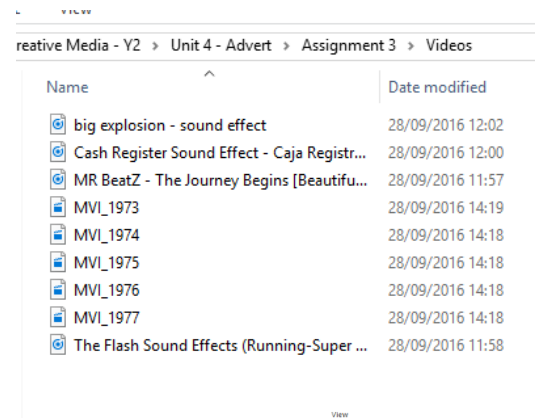 reative Media - Y2 > Unit 4 - Advert > Assignment 3 > Videos
Name Date modified
big explosion - sound effect 28/09/2016 12:02
Cash Register Sound Effect - Caja Registr... 28/09/2016 12:00
MR BeatZ - The Journey Begins [Beautifu... 28/09/2016 11:57
MVI_1973 28/09/2016 14:19
MVI_1974 28/09/2016 14:18
MVI_1975 28/09/2016 14:18
MVI_1976 28/09/2016 14:18
MVI_1977 28/09/2016 14:18
The Flash Sound Effects (Running-Super ... 28/09/2016 11:58
View